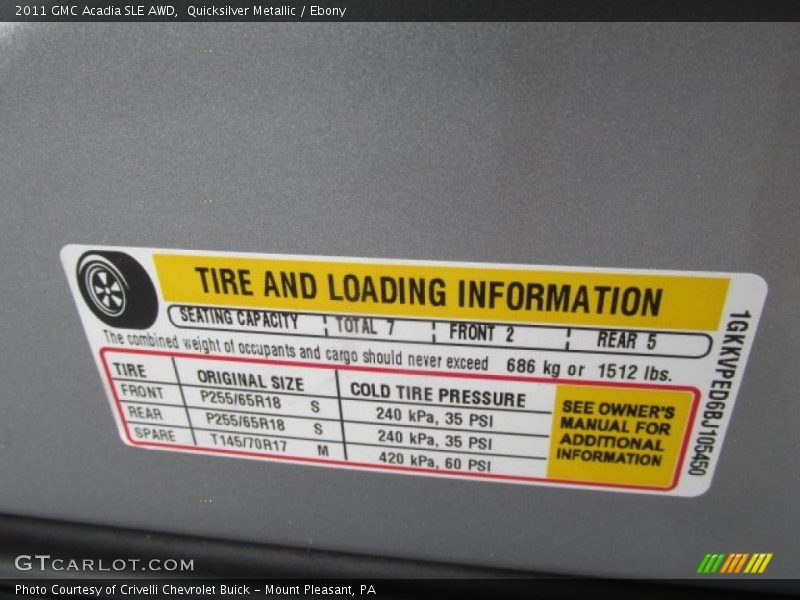 2011 GMC Acadia SLE AWD,  Quicksilver Metallic / Ebony
TIRE AND LOADING INFORMATION
SEATING CAPACITY TOTAL 7 FRONT 2 REAR 5
The combined weight of occupants and cargo should never exceed 686 kg or 1512 lbs.
TIRE ORIGINAL SIZE COLD TIRE PRESSURE
FRONT P255/65R18 S 240 kPa, 35 PSI
REAR P255/65R18 S 240 kPa, 35 PSI
SPARE T145/70R17 M 420 kPa, 60 PSI
SEE OWNER'S
MANUAL FOR
ADDITIONAL
INFORMATION
1GKKVPED6BJ105450
GTCARLOT.COM
Photo Courtesy of Crivelli Chevrolet Buick - Mount Pleasant, PA